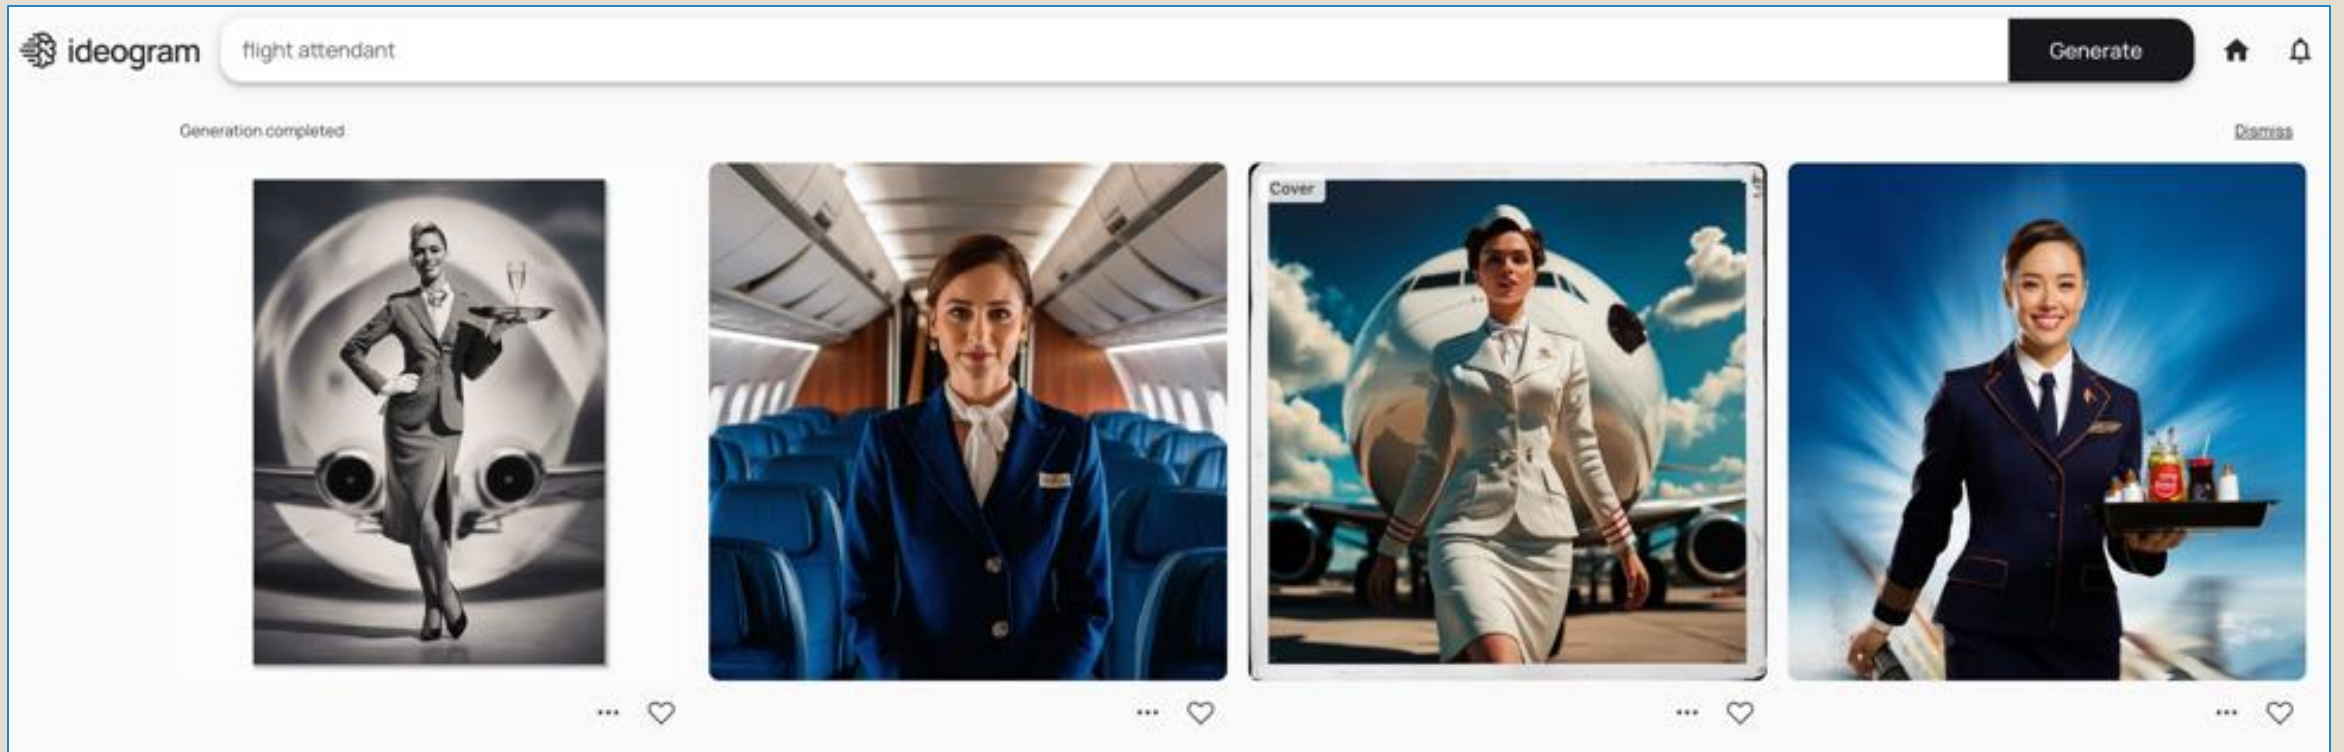 ideogram
flight attendant
Generate
Generation completed
Dismiss
Cover